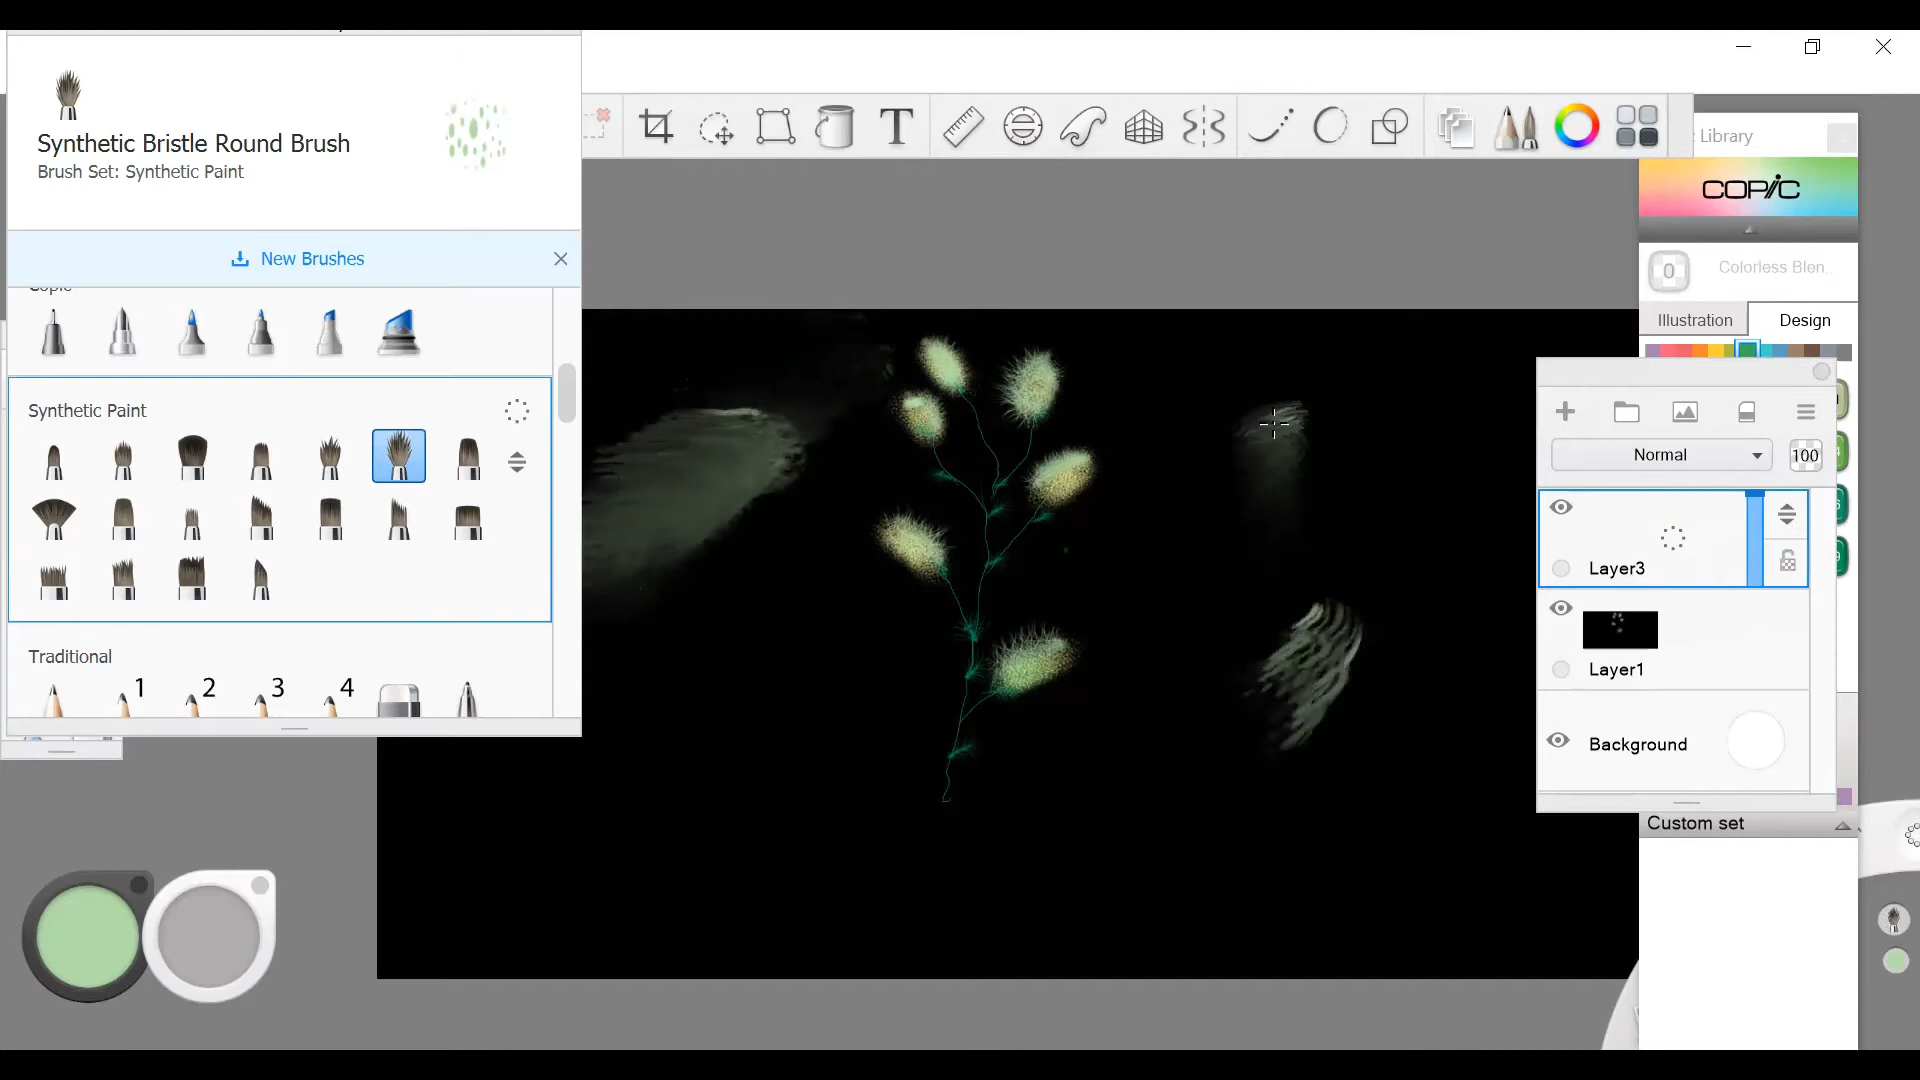 Synthetic Bristle Round Brush
Brush Set: Synthetic Paint
New Brushes
Copic
Synthetic Paint
Traditional
1 2 3 4
T
Library
COPIC
0 Colorless Blen..
Illustration Design
Normal 100
Layer3
Layer1
Background
Custom set